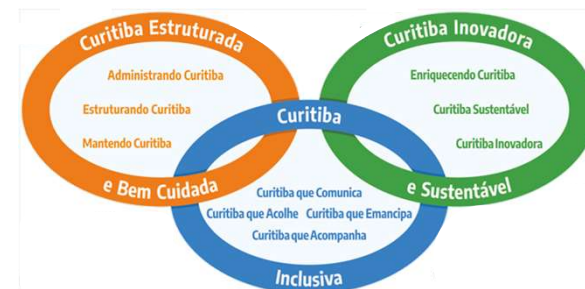 Curitiba Estruturada
Administrando Curitiba
Estruturando Curitiba
Mantendo Curitiba
e Bem Cuidada
Curitiba
Curitiba que Comunica
Curitiba que Acolhe Curitiba que Emancipa
Curitiba que Acompanha
Inclusiva
Curitiba Inovadora
Enriquecendo Curitiba
Curitiba Sustentável
Curitiba Inovadora
e Sustentável